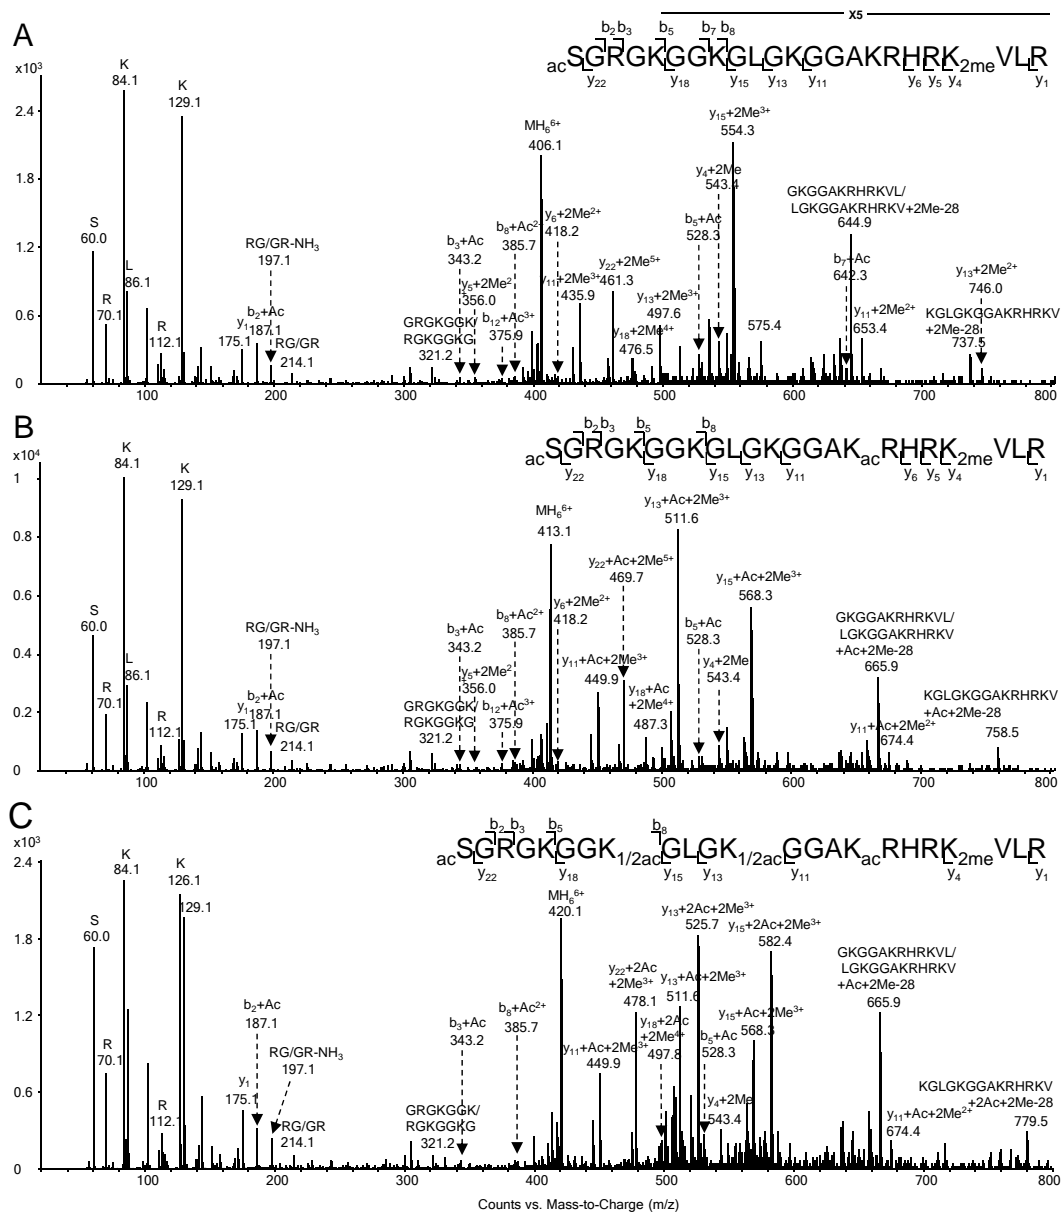 X5
A
b2 b3 b5 b7 b8
acSGRGKGGKGLGKGGAKRHRK2meVLR
y22 y18 y15 y13 y11 y6 y5 y4 y1
x10³
2.4
1.8
1.2
0.6
0
K
84.1
K
129.1
S
60.0
R
70.1
L
86.1
R
112.1
y1
175.1
b2+Ac
187.1
RG/GR-NH3
197.1
RG/GR
214.1
GRGKGGK/
RGKGGKG
321.2
b3+Ac
343.2
y5+2Me²
356.0
b12+Ac³⁺
375.9
b8+Ac²⁺
385.7
MH6⁶⁺
406.1
y6+2Me²⁺
418.2
y11+2Me³⁺
435.9
y22+2Me⁵⁺
461.3
y18+2Me⁴⁺
476.5
y13+2Me³⁺
497.6
b5+Ac
528.3
y4+2Me
543.4
y15+2Me³⁺
554.3
575.4
b7+Ac
642.3
GKGGAKRHRKVL/
LGKGGAKRHRKV+2Me-28
644.9
y11+2Me²⁺
653.4
KGLGKGGAKRHRKV
+2Me-28
737.5
y13+2Me²⁺
746.0
100 200 300 400 500 600 700 800
B
b2 b3 b5 b8
acSGRGKGGKGLGKGGAKacRHRK2meVLR
y22 y18 y15 y13 y11 y6 y5 y4 y1
x10⁴
1
0.8
0.6
0.4
0.2
0
K
84.1
K
129.1
S
60.0
R
70.1
L
86.1
R
112.1
y1
175.1
b2+Ac
187.1
RG/GR-NH3
197.1
RG/GR
214.1
GRGKGGK/
RGKGGKG
321.2
b3+Ac
343.2
y5+2Me²
356.0
b12+Ac³⁺
375.9
b8+Ac²⁺
385.7
MH6⁶⁺
413.1
y6+2Me²⁺
418.2
y11+Ac+2Me³⁺
449.9
y22+Ac+2Me⁵⁺
469.7
y18+Ac
+2Me⁴⁺
487.3
y13+Ac+2Me³⁺
511.6
b5+Ac
528.3
y4+2Me
543.4
y15+Ac+2Me³⁺
568.3
GKGGAKRHRKVL/
LGKGGAKRHRKV
+Ac+2Me-28
665.9
y11+Ac+2Me²⁺
674.4
KGLGKGGAKRHRKV
+Ac+2Me-28
758.5
100 200 300 400 500 600 700 800
C
b2 b3 b5 b8
acSGRGKGGK1/2acGLGK1/2acGGAKacRHRK2meVLR
y22 y18 y15 y13 y11 y4 y1
x10³
2.4
1.8
1.2
0.6
0
K
84.1
K
126.1
129.1
S
60.0
R
70.1
R
112.1
y1
175.1
b2+Ac
187.1
RG/GR-NH3
197.1
RG/GR
214.1
GRGKGGK/
RGKGGKG
321.2
b3+Ac
343.2
b8+Ac²⁺
385.7
MH6⁶⁺
420.1
y11+Ac+2Me³⁺
449.9
y22+2Ac
+2Me³⁺
478.1
y18+2Ac
+2Me⁴⁺
497.8
y13+Ac+2Me³⁺
511.6
y13+2Ac+2Me³⁺
525.7
b5+Ac
528.3
y4+2Me
543.4
y15+Ac+2Me³⁺
568.3
y15+2Ac+2Me³⁺
582.4
GKGGAKRHRKVL/
LGKGGAKRHRKV
+Ac+2Me-28
665.9
y11+Ac+2Me²⁺
674.4
KGLGKGGAKRHRKV
+2Ac+2Me-28
779.5
100 200 300 400 500 600 700 800
Counts vs. Mass-to-Charge (m/z)